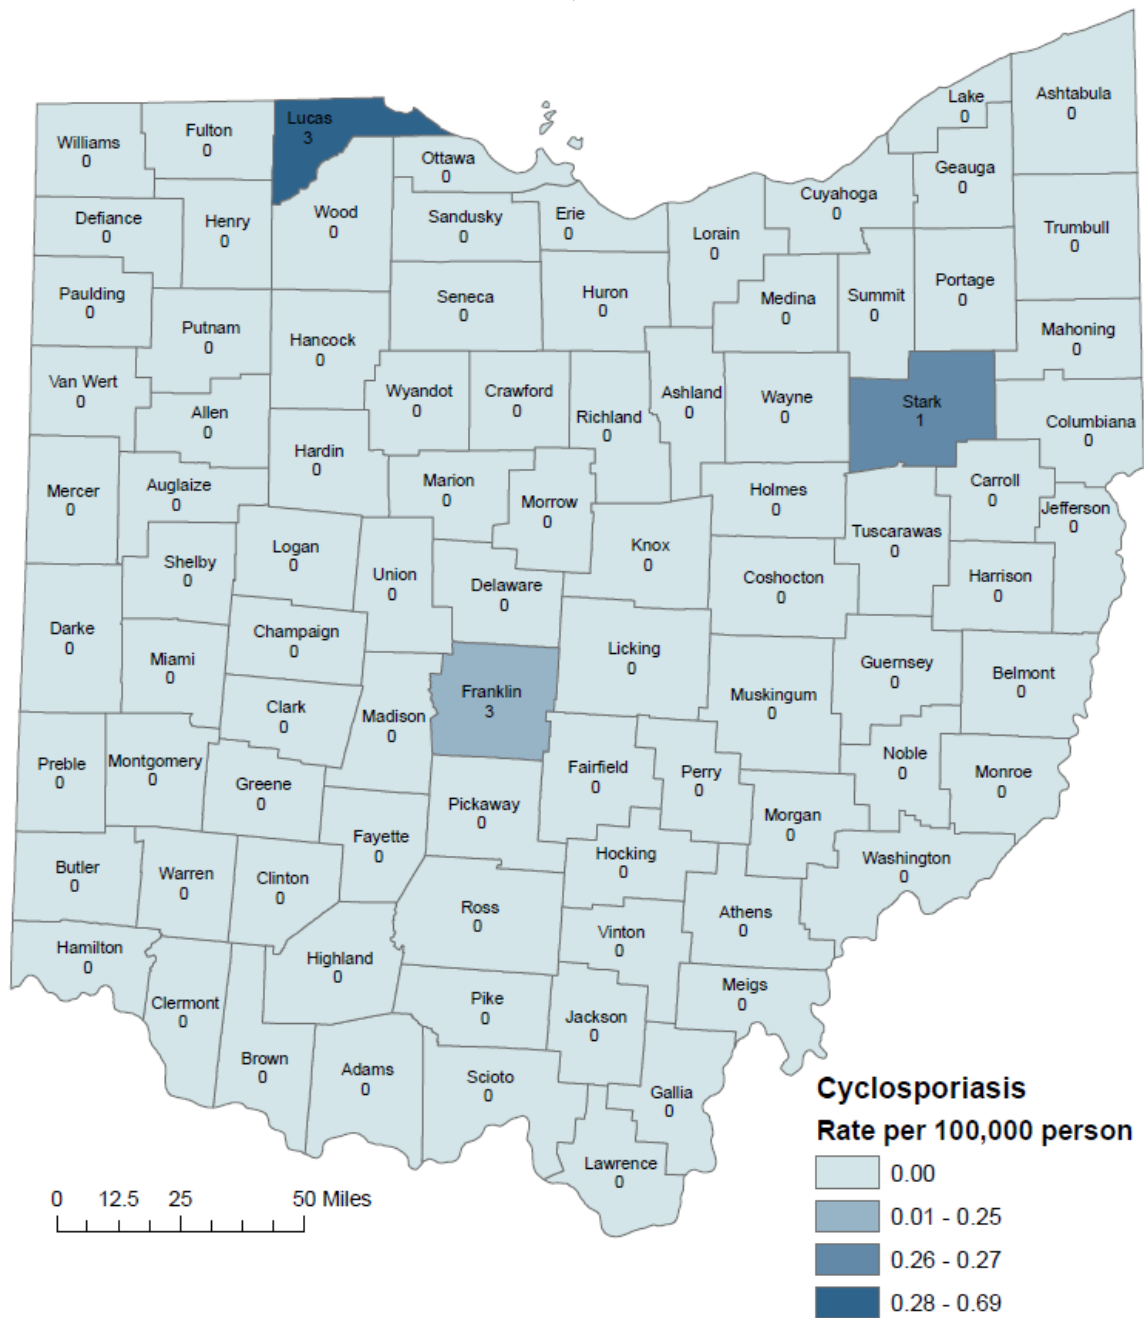 Lake
0
Ashtabula
0
Lucas
3
Fulton
0
Williams
0
Ottawa
0
Geauga
0
Cuyahoga
0
Defiance
0
Henry
0
Wood
0
Sandusky
0
Erie
0
Lorain
0
Trumbull
0
Paulding
0
Seneca
0
Huron
0
Medina
0
Summit
0
Portage
0
Putnam
0
Hancock
0
Mahoning
0
Van Wert
0
Allen
0
Wyandot
0
Crawford
0
Richland
0
Ashland
0
Wayne
0
Stark
1
Columbiana
0
Hardin
0
Mercer
0
Auglaize
0
Marion
0
Morrow
0
Holmes
0
Carroll
0
Jefferson
0
Tuscarawas
0
Logan
0
Knox
0
Shelby
0
Union
0
Delaware
0
Coshocton
0
Harrison
0
Darke
0
Champaign
0
Miami
0
Licking
0
Guernsey
0
Belmont
0
Franklin
3
Muskingum
0
Clark
0
Madison
0
Preble
0
Montgomery
0
Greene
0
Fairfield
0
Perry
0
Noble
0
Monroe
0
Pickaway
0
Morgan
0
Fayette
0
Hocking
0
Washington
0
Butler
0
Warren
0
Clinton
0
Ross
0
Athens
0
Vinton
0
Hamilton
0
Highland
0
Meigs
0
Clermont
0
Pike
0
Jackson
0
Brown
0
Adams
0
Scioto
0
Gallia
0
Lawrence
0
0 12.5 25 50 Miles
Cyclosporiasis
Rate per 100,000 person
0.00
0.01 - 0.25
0.26 - 0.27
0.28 - 0.69